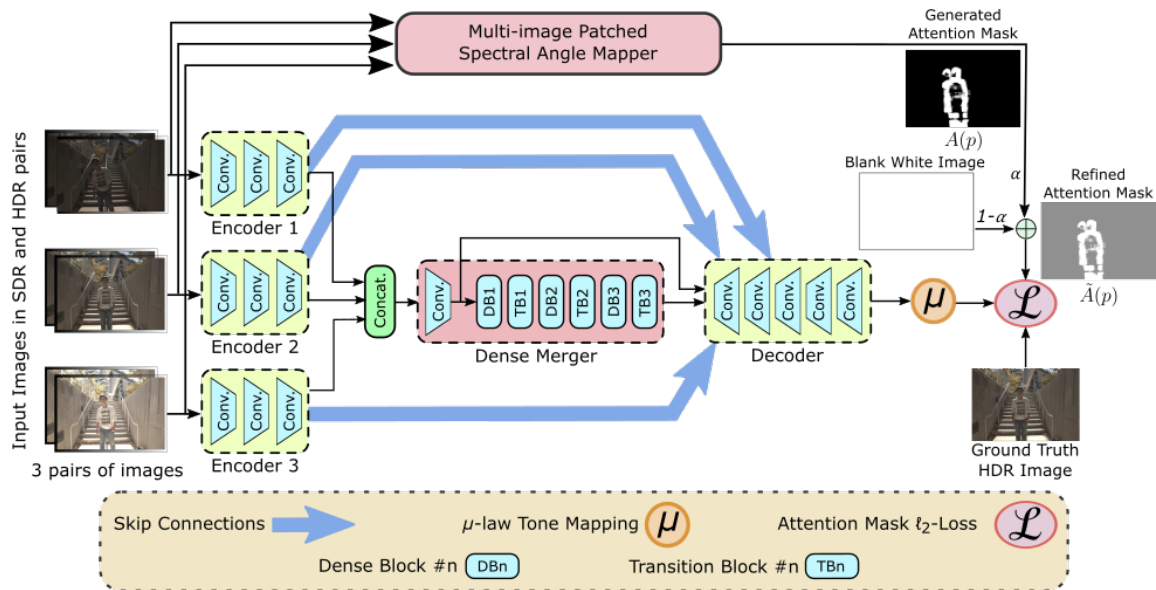 Multi-image Patched
Spectral Angle Mapper
Generated
Attention Mask
A(p)
Blank White Image
α
1-α
Refined
Attention Mask
Ã(p)
Input Images in SDR and HDR pairs
3 pairs of images
Conv.
Conv.
Conv.
Encoder 1
Conv.
Conv.
Conv.
Encoder 2
Conv.
Conv.
Conv.
Encoder 3
Concat.
Conv.
DB1
TB1
DB2
TB2
DB3
TB3
Dense Merger
Conv.
Conv.
Conv.
Conv.
Conv.
Decoder
μ
ℒ
Ground Truth
HDR Image
Skip Connections
μ-law Tone Mapping
μ
Attention Mask ℓ₂-Loss
ℒ
Dense Block #n
DBn
Transition Block #n
TBn